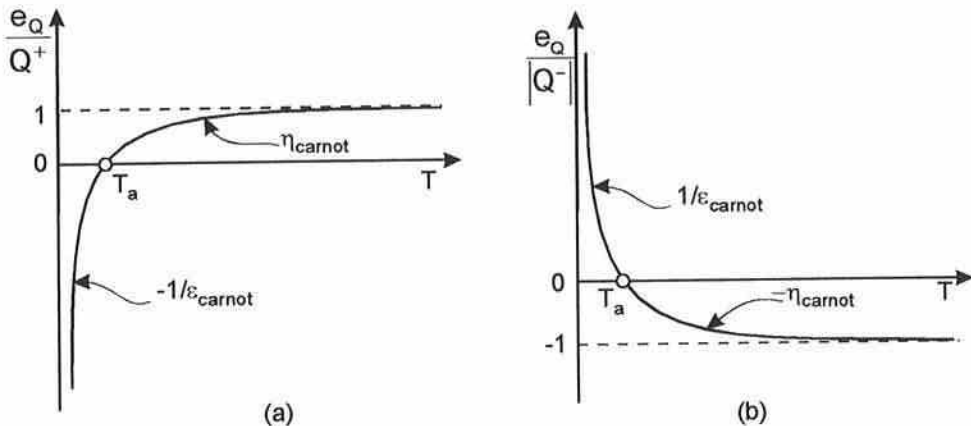 e_Q
Q⁺
1
0
T_a
T
η_carnot
-1/ε_carnot
(a)
e_Q
|Q⁻|
1/ε_carnot
0
T_a
T
-η_carnot
-1
(b)